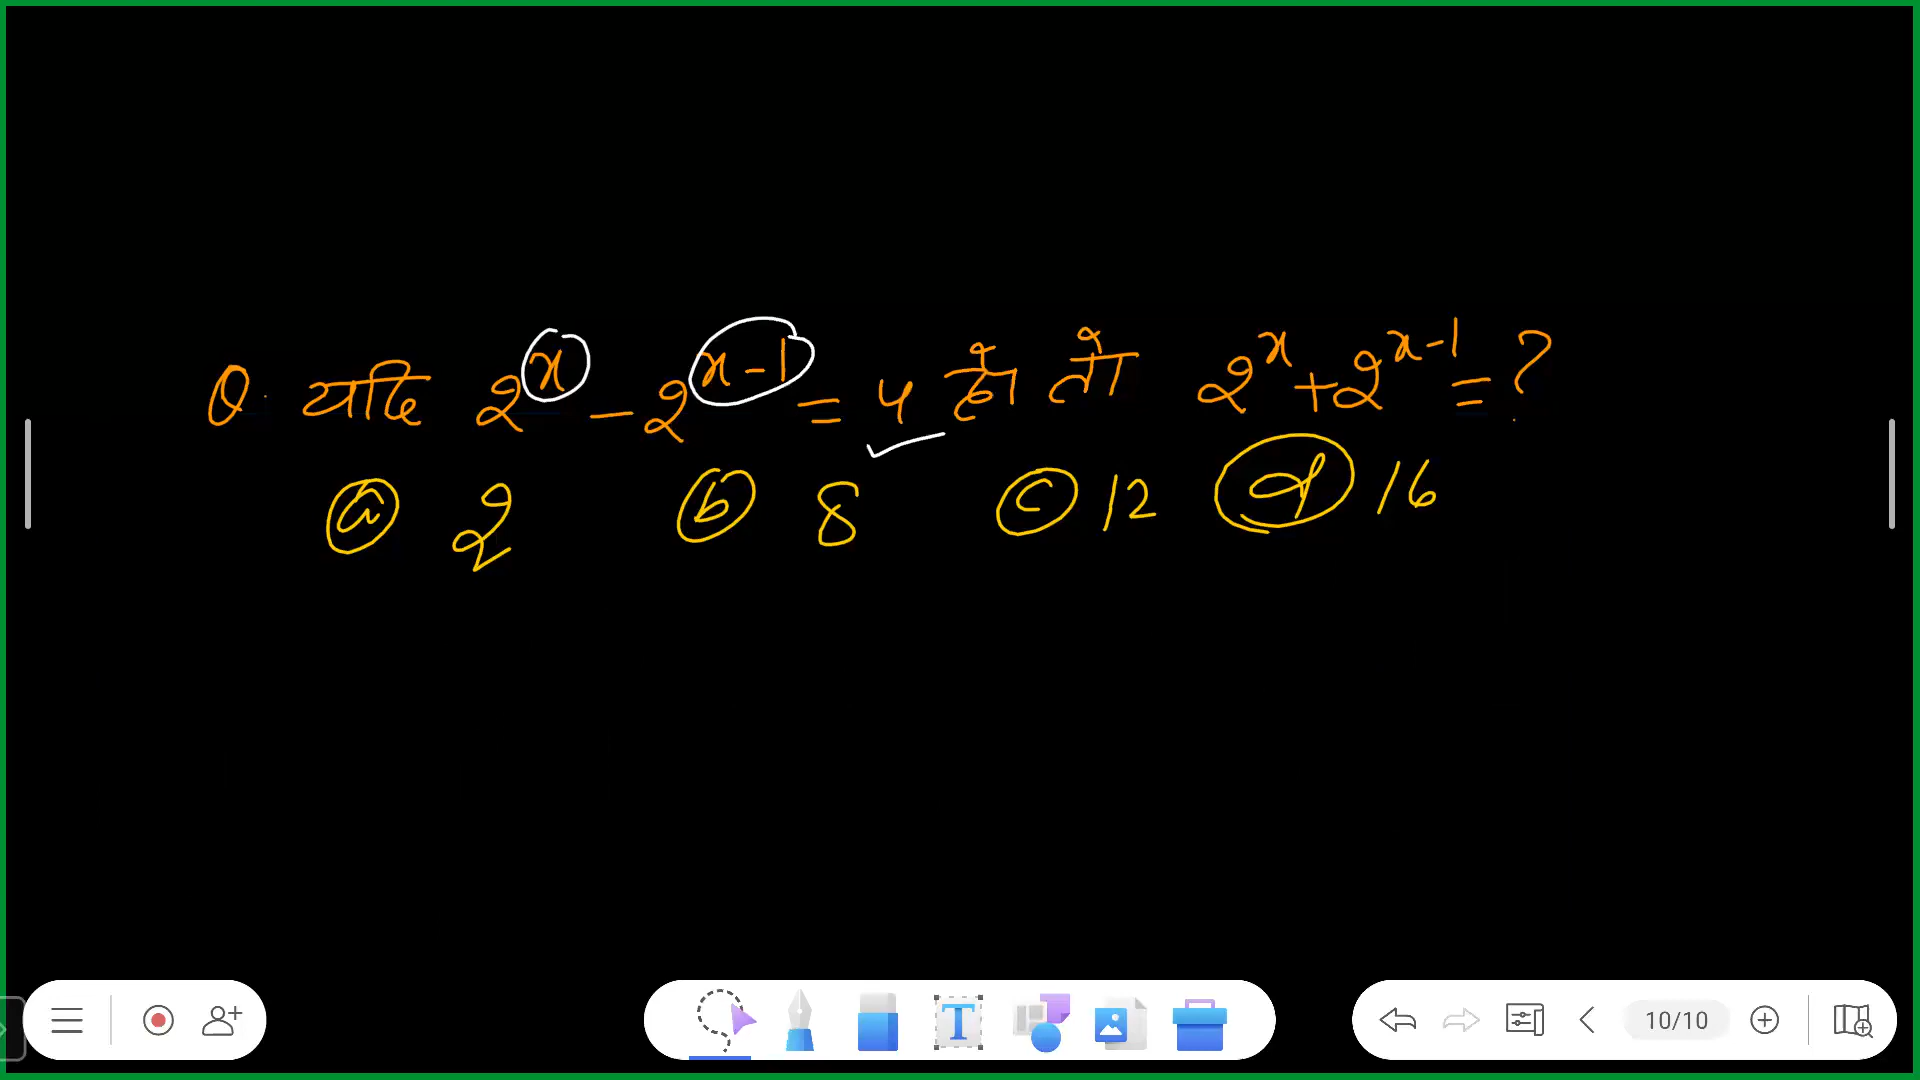 Q. यदि 2^x - 2^(x-1) = 4 हो तो 2^x + 2^(x-1) = ?
(a) 2 (b) 8 (c) 12 (d) 16
T
10/10